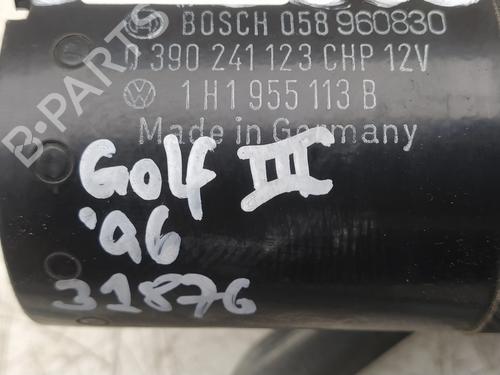 BOSCH 058 960830
0 390 241 123 CHP 12V
1H1 955 113 B
Made in Germany
Golf III
'96
31876
B-PARTS